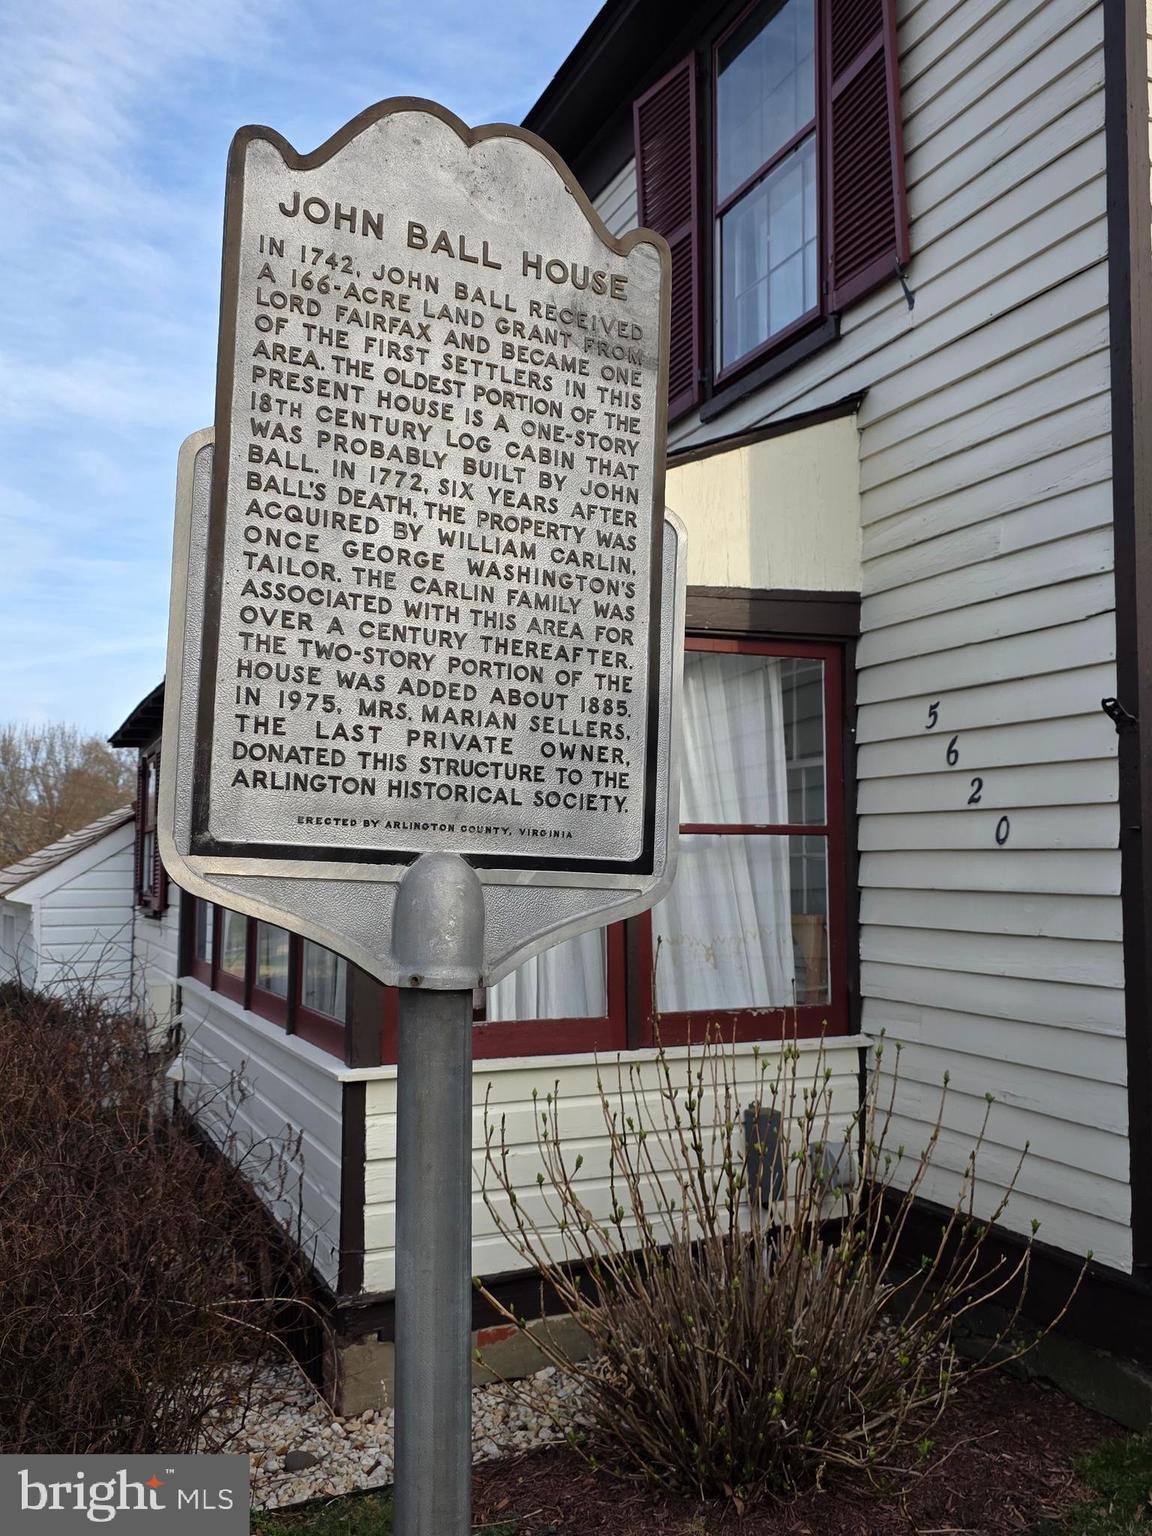 JOHN BALL HOUSE
IN 1742, JOHN BALL RECEIVED
A 166-ACRE LAND GRANT FROM
LORD FAIRFAX AND BECAME ONE
OF THE FIRST SETTLERS IN THIS
AREA. THE OLDEST PORTION OF THE
PRESENT HOUSE IS A ONE-STORY
18TH CENTURY LOG CABIN THAT
WAS PROBABLY BUILT BY JOHN
BALL. IN 1772, SIX YEARS AFTER
BALL'S DEATH, THE PROPERTY WAS
ACQUIRED BY WILLIAM CARLIN,
ONCE GEORGE WASHINGTON'S
TAILOR. THE CARLIN FAMILY WAS
ASSOCIATED WITH THIS AREA FOR
OVER A CENTURY THEREAFTER.
THE TWO-STORY PORTION OF THE
HOUSE WAS ADDED ABOUT 1885.
IN 1975, MRS. MARIAN SELLERS,
THE LAST PRIVATE OWNER,
DONATED THIS STRUCTURE TO THE
ARLINGTON HISTORICAL SOCIETY.
ERECTED BY ARLINGTON COUNTY, VIRGINIA
5
6
2
0
bright™ MLS